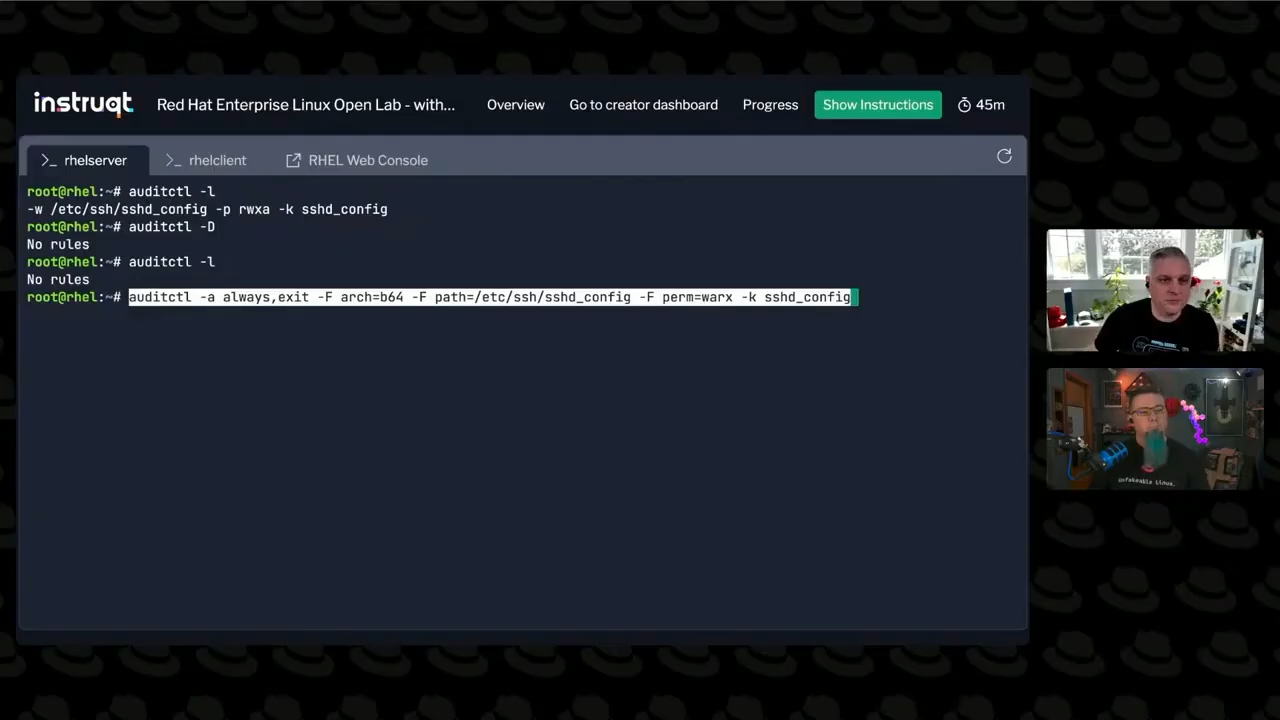 instruqt Red Hat Enterprise Linux Open Lab - with... Overview Go to creator dashboard Progress Show Instructions 45m
>_ rhelserver >_ rhelclient RHEL Web Console
root@rhel:~# auditctl -l
-w /etc/ssh/sshd_config -p rwxa -k sshd_config
root@rhel:~# auditctl -D
No rules
root@rhel:~# auditctl -l
No rules
root@rhel:~# auditctl -a always,exit -F arch=b64 -F path=/etc/ssh/sshd_config -F perm=warx -k sshd_config
Linux.